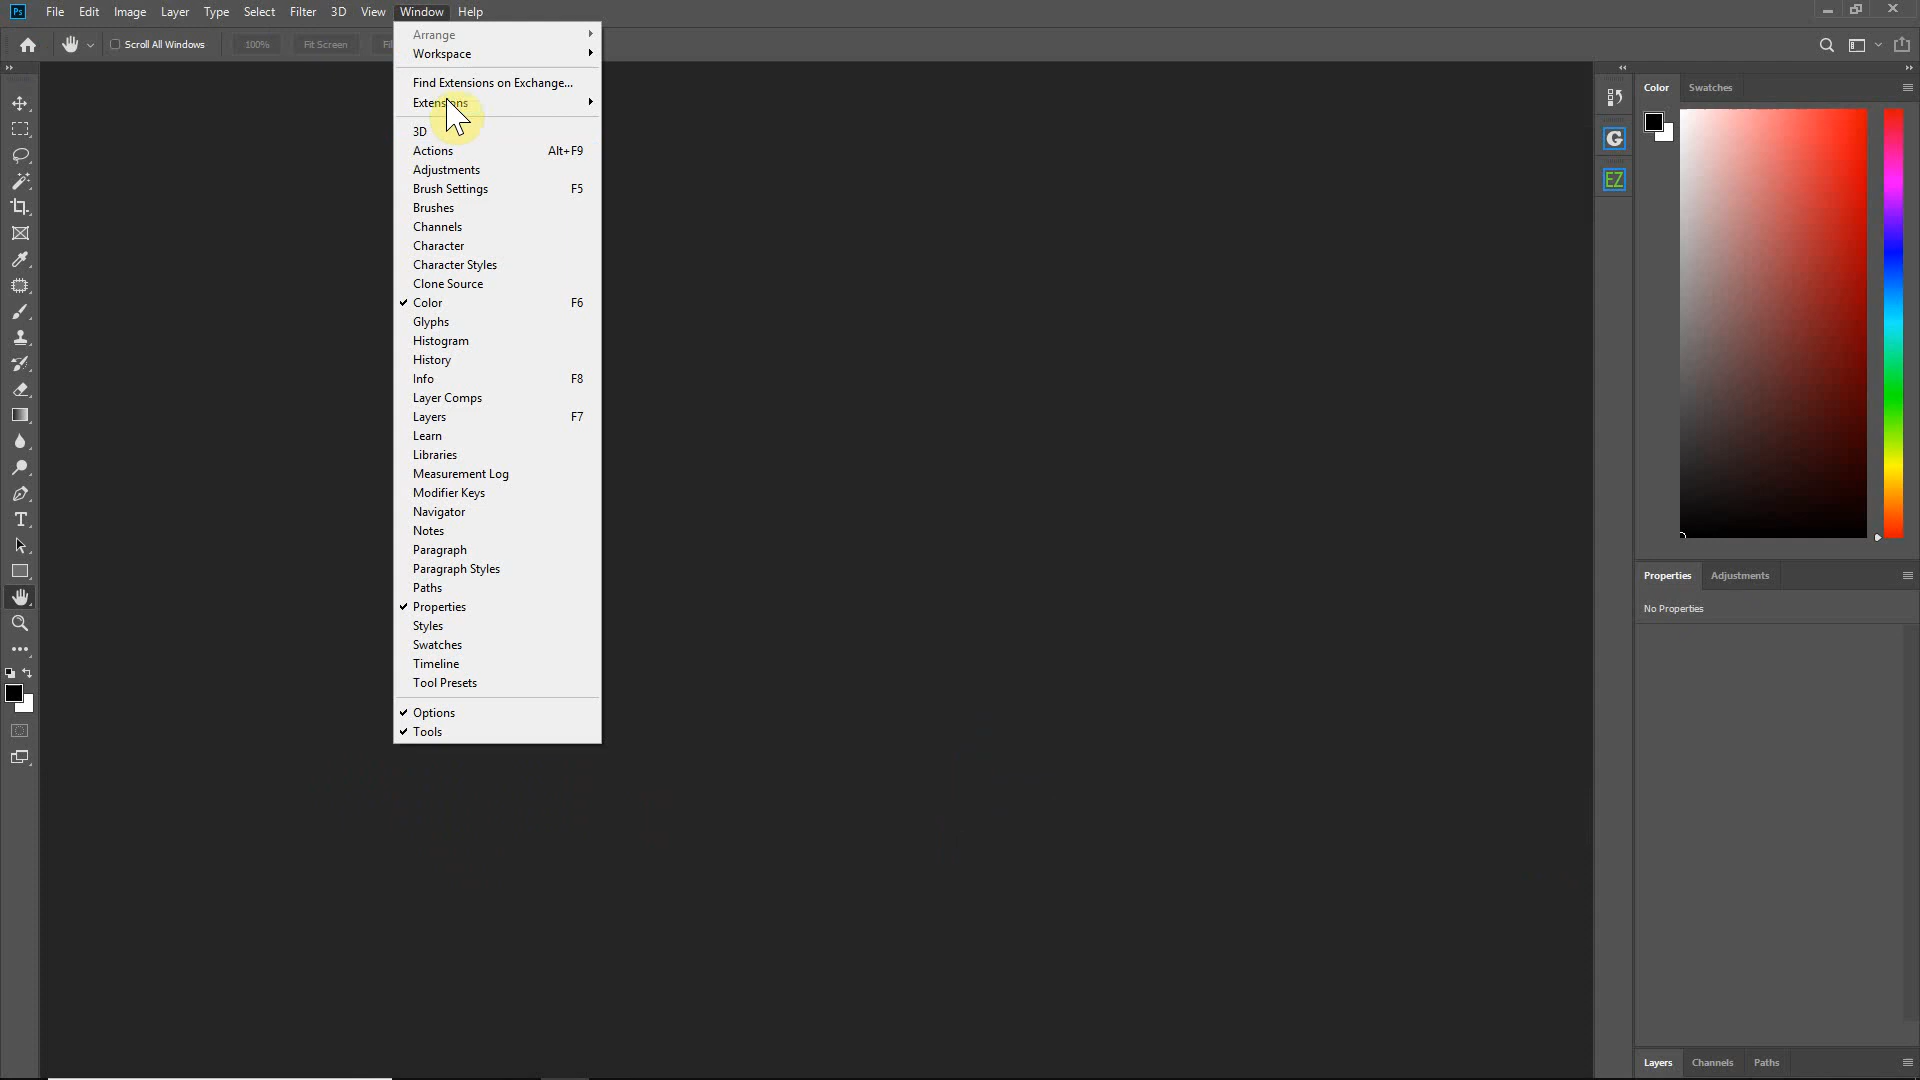 Ps File Edit Image Layer Type Select Filter 3D View Window Help
Scroll All Windows 100% Fit Screen Fi
Arrange
Workspace
Find Extensions on Exchange...
Extensions
3D
Actions Alt+F9
Adjustments
Brush Settings F5
Brushes
Channels
Character
Character Styles
Clone Source
Color F6
Glyphs
Histogram
History
Info F8
Layer Comps
Layers F7
Learn
Libraries
Measurement Log
Modifier Keys
Navigator
Notes
Paragraph
Paragraph Styles
Paths
Properties
Styles
Swatches
Timeline
Tool Presets
Options
Tools
G
EZ
Color Swatches
Properties Adjustments
No Properties
Layers Channels Paths